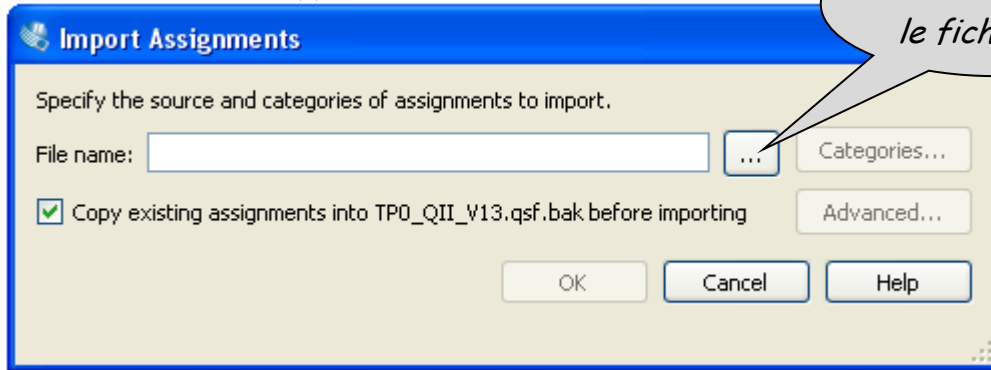 le fich
Import Assignments
Specify the source and categories of assignments to import.
File name: ... Categories...
Copy existing assignments into TP0_QII_V13.qsf.bak before importing Advanced...
OK Cancel Help